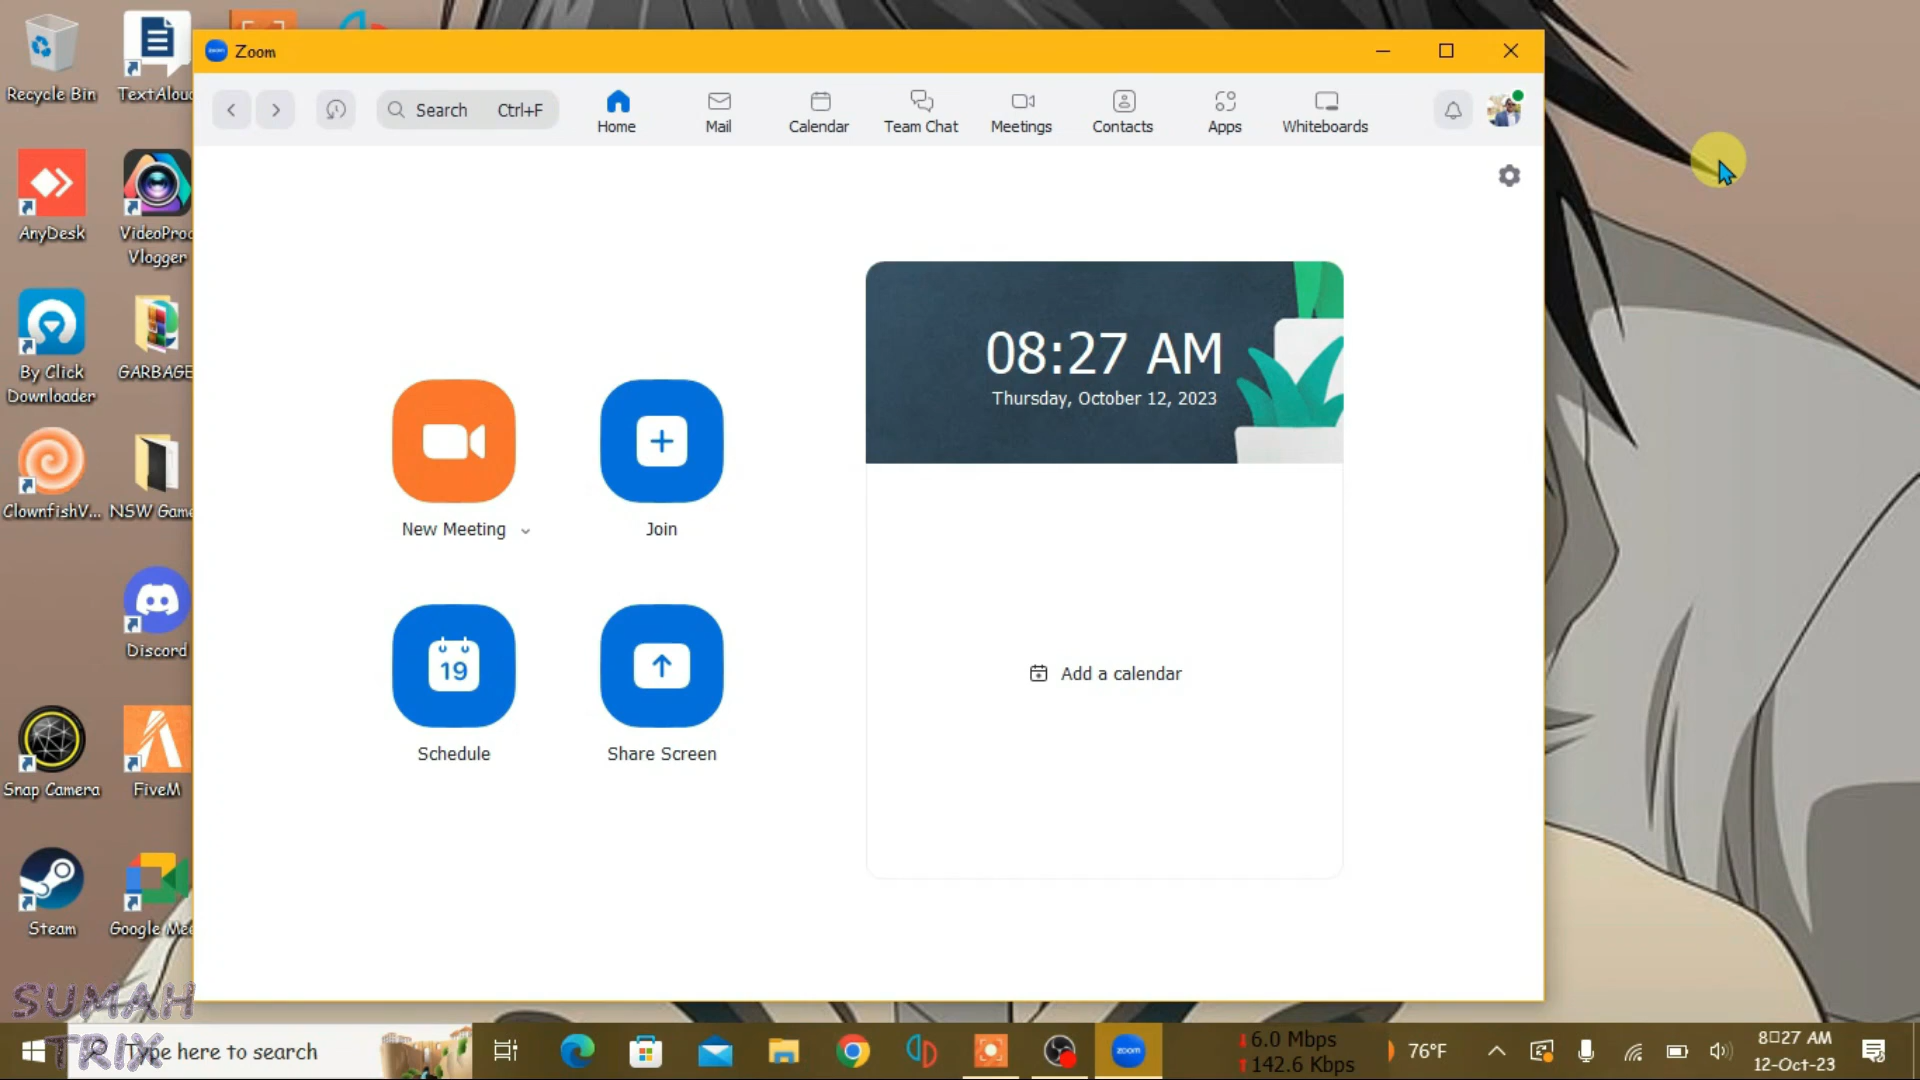 Recycle Bin
TextAlou
AnyDesk
VideoProc
Vlogger
By Click
Downloader
GARBAGE
ClownfishV...
NSW Game
Discord
Snap Camera
FiveM
Steam
Google Mee
SUMAH
TRIX
zoom
Zoom
Search
Ctrl+F
Home
Mail
Calendar
Team Chat
Meetings
Contacts
Apps
Whiteboards
08:27 AM
Thursday, October 12, 2023
New Meeting
Join
19
Schedule
Share Screen
Add a calendar
Type here to search
zoom
6.0 Mbps
142.6 Kbps
76°F
8□27 AM
12-Oct-23